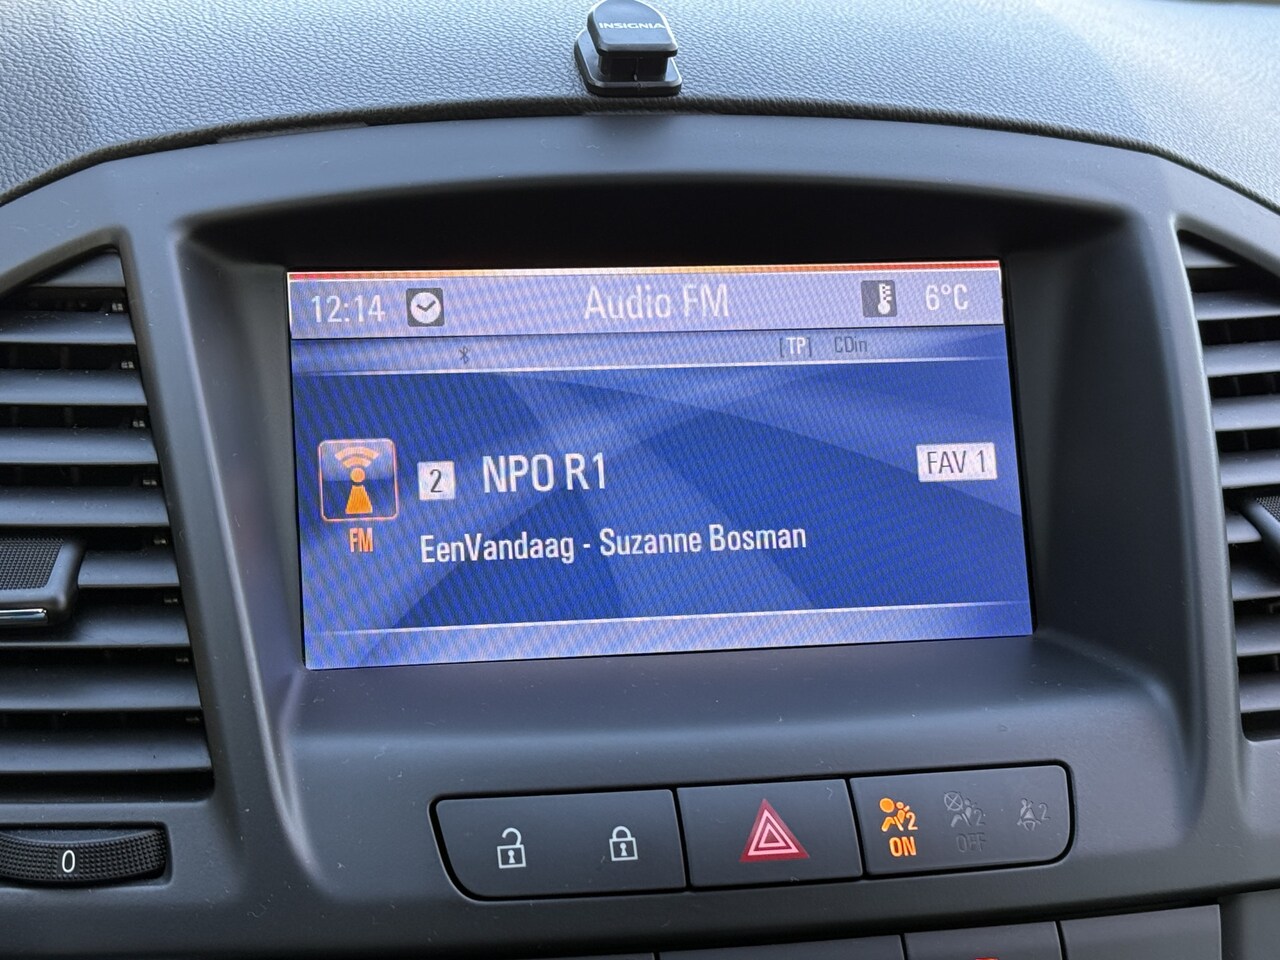 INSIGNIA
12:14 Audio FM 6°C
[TP] CDin
2 NPO R1 FAV 1
FM
EenVandaag - Suzanne Bosman
2 2 2
ON OFF
0